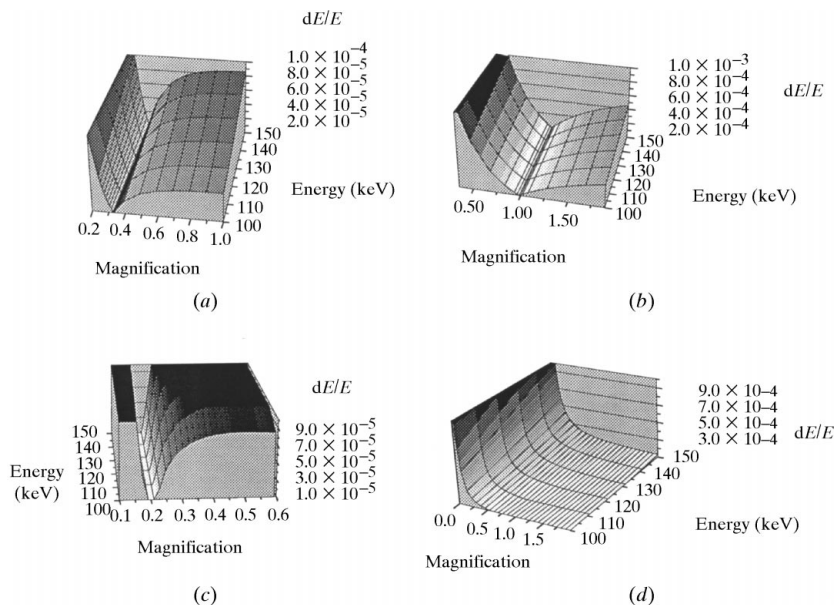 dE/E
1.0 × 10–4
8.0 × 10–5
6.0 × 10–5
4.0 × 10–5
2.0 × 10–5
150
140
130
120
110
100
Energy (keV)
0.2 0.4 0.6 0.8 1.0
Magnification
(a)
1.0 × 10–3
8.0 × 10–4
6.0 × 10–4
4.0 × 10–4
2.0 × 10–4
dE/E
150
140
130
120
110
100
Energy (keV)
0.50 1.00 1.50
Magnification
(b)
dE/E
9.0 × 10–5
7.0 × 10–5
5.0 × 10–5
3.0 × 10–5
1.0 × 10–5
150
140
130
120
110
100
Energy
(keV)
0.1 0.2 0.3 0.4 0.5 0.6
Magnification
(c)
9.0 × 10–4
7.0 × 10–4
5.0 × 10–4
3.0 × 10–4
dE/E
150
140
130
120
110
100
Energy (keV)
0.0 0.5 1.0 1.5
Magnification
(d)